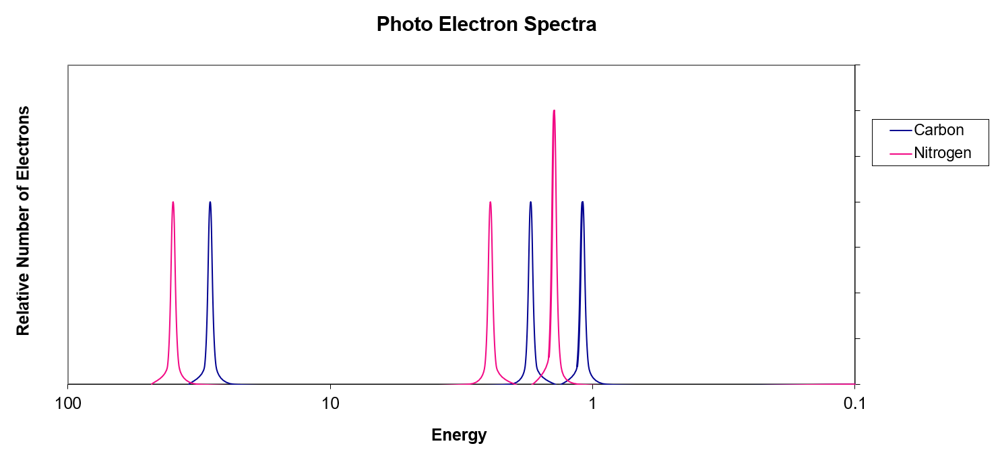 Photo Electron Spectra
Relative Number of Electrons
Carbon
Nitrogen
100 10 1 0.1
Energy